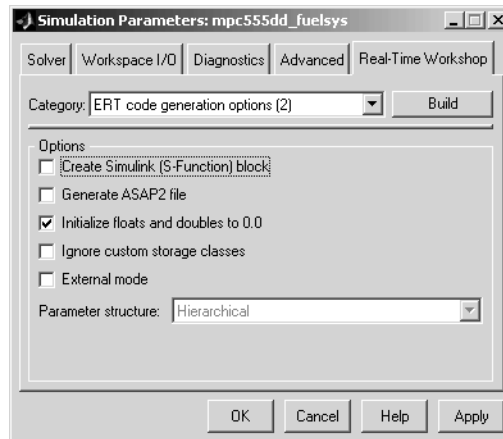 Simulation Parameters: mpc555dd_fuelsys
Solver Workspace I/O Diagnostics Advanced Real-Time Workshop
Category: ERT code generation options (2) Build
Options
Create Simulink (S-Function) block
Generate ASAP2 file
Initialize floats and doubles to 0.0
Ignore custom storage classes
External mode
Parameter structure: Hierarchical
OK Cancel Help Apply